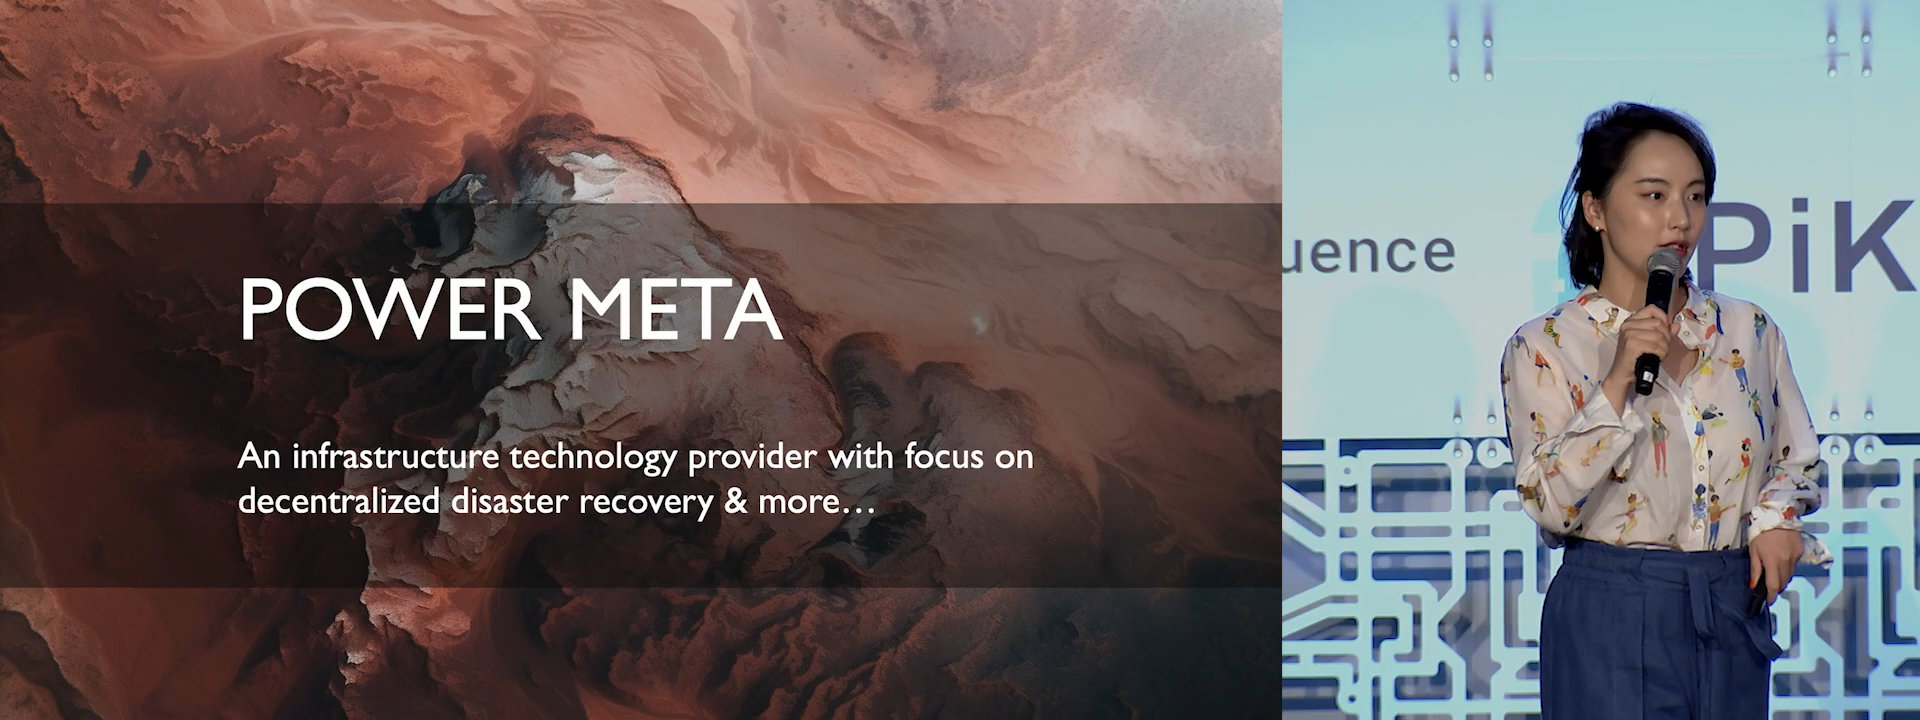 POWER META
An infrastructure technology provider with focus on
decentralized disaster recovery & more…
uence
PiK